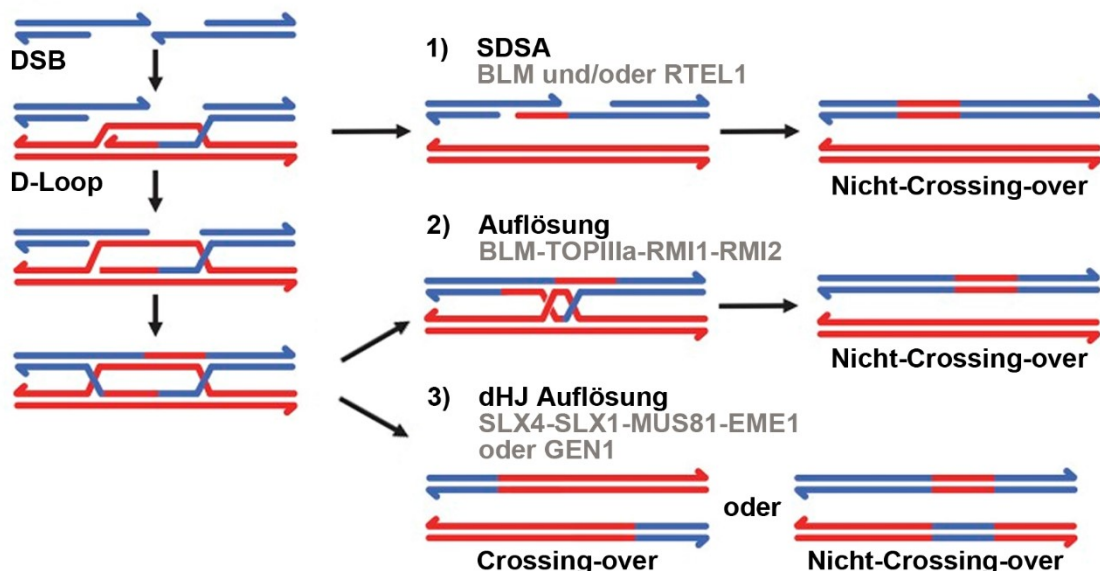 DSB
D-Loop
1) SDSA
BLM und/oder RTEL1
Nicht-Crossing-over
2) Auflösung
BLM-TOPIIIa-RMI1-RMI2
Nicht-Crossing-over
3) dHJ Auflösung
SLX4-SLX1-MUS81-EME1
oder GEN1
Crossing-over
oder
Nicht-Crossing-over